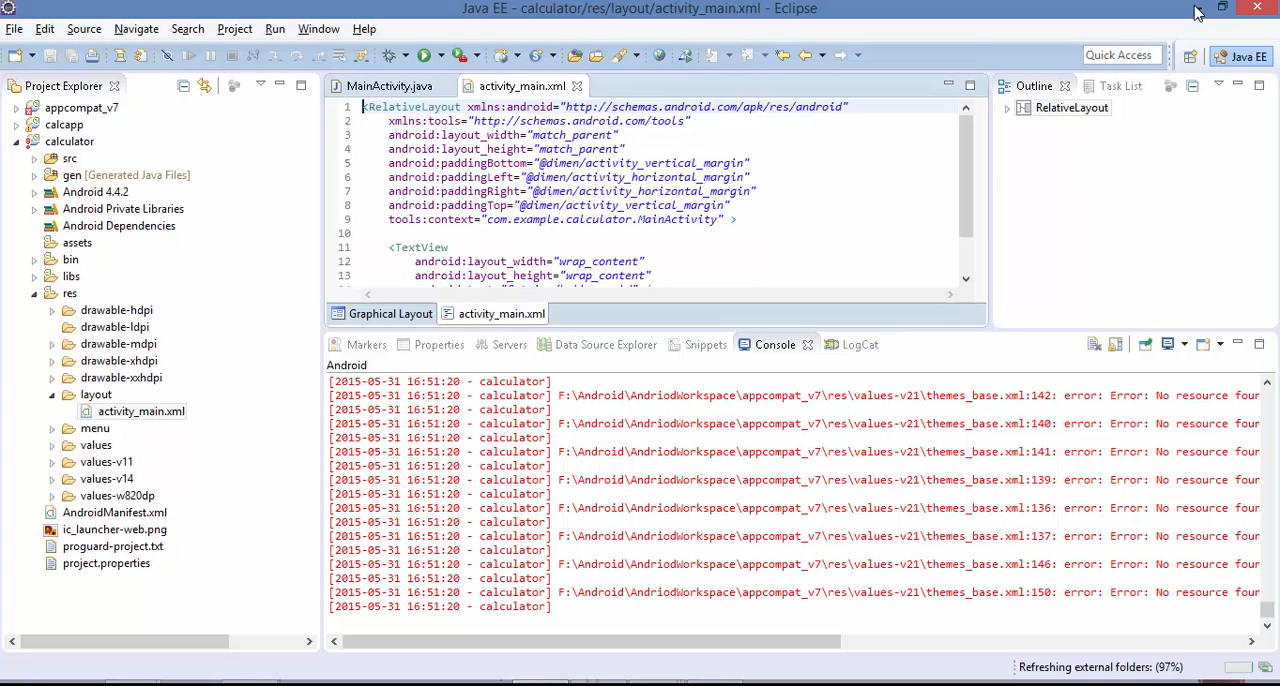 Java EE - calculator/res/layout/activity_main.xml - Eclipse
File Edit Source Navigate Search Project Run Window Help
Quick Access Java EE
Project Explorer
appcompat_v7
calcapp
calculator
src
gen [Generated Java Files]
Android 4.4.2
Android Private Libraries
Android Dependencies
assets
bin
libs
res
drawable-hdpi
drawable-ldpi
drawable-mdpi
drawable-xhdpi
drawable-xxhdpi
layout
activity_main.xml
menu
values
values-v11
values-v14
values-w820dp
AndroidManifest.xml
ic_launcher-web.png
proguard-project.txt
project.properties
MainActivity.java activity_main.xml
1 <RelativeLayout xmlns:android="http://schemas.android.com/apk/res/android"
2 xmlns:tools="http://schemas.android.com/tools"
3 android:layout_width="match_parent"
4 android:layout_height="match_parent"
5 android:paddingBottom="@dimen/activity_vertical_margin"
6 android:paddingLeft="@dimen/activity_horizontal_margin"
7 android:paddingRight="@dimen/activity_horizontal_margin"
8 android:paddingTop="@dimen/activity_vertical_margin"
9 tools:context="com.example.calculator.MainActivity" >
10
11 <TextView
12 android:layout_width="wrap_content"
13 android:layout_height="wrap_content"
Graphical Layout activity_main.xml
Outline Task List
RelativeLayout
Markers Properties Servers Data Source Explorer Snippets Console LogCat
Android
[2015-05-31 16:51:20 - calculator]
[2015-05-31 16:51:20 - calculator] F:\Android\AndriodWorkspace\appcompat_v7\res\values-v21\themes_base.xml:142: error: Error: No resource foun
[2015-05-31 16:51:20 - calculator]
[2015-05-31 16:51:20 - calculator] F:\Android\AndriodWorkspace\appcompat_v7\res\values-v21\themes_base.xml:140: error: Error: No resource foun
[2015-05-31 16:51:20 - calculator]
[2015-05-31 16:51:20 - calculator] F:\Android\AndriodWorkspace\appcompat_v7\res\values-v21\themes_base.xml:141: error: Error: No resource foun
[2015-05-31 16:51:20 - calculator]
[2015-05-31 16:51:20 - calculator] F:\Android\AndriodWorkspace\appcompat_v7\res\values-v21\themes_base.xml:139: error: Error: No resource foun
[2015-05-31 16:51:20 - calculator]
[2015-05-31 16:51:20 - calculator] F:\Android\AndriodWorkspace\appcompat_v7\res\values-v21\themes_base.xml:136: error: Error: No resource foun
[2015-05-31 16:51:20 - calculator]
[2015-05-31 16:51:20 - calculator] F:\Android\AndriodWorkspace\appcompat_v7\res\values-v21\themes_base.xml:137: error: Error: No resource foun
[2015-05-31 16:51:20 - calculator]
[2015-05-31 16:51:20 - calculator] F:\Android\AndriodWorkspace\appcompat_v7\res\values-v21\themes_base.xml:146: error: Error: No resource foun
[2015-05-31 16:51:20 - calculator]
[2015-05-31 16:51:20 - calculator] F:\Android\AndriodWorkspace\appcompat_v7\res\values-v21\themes_base.xml:150: error: Error: No resource foun
[2015-05-31 16:51:20 - calculator]
Refreshing external folders: (97%)